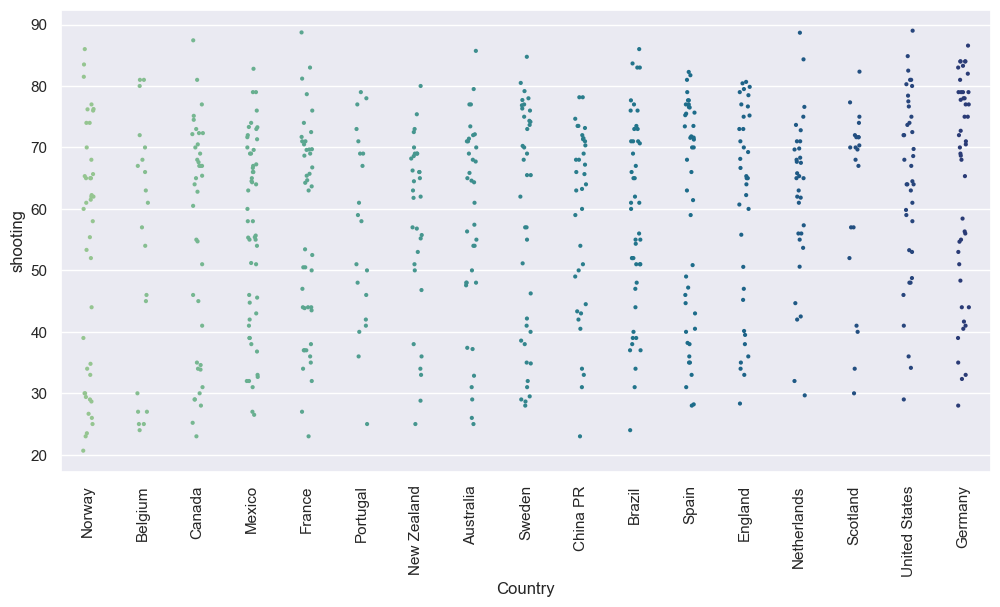 90
80
70
60
50
40
30
20
shooting
Norway
Belgium
Canada
Mexico
France
Portugal
New Zealand
Australia
Sweden
China PR
Brazil
Spain
England
Netherlands
Scotland
United States
Germany
Country